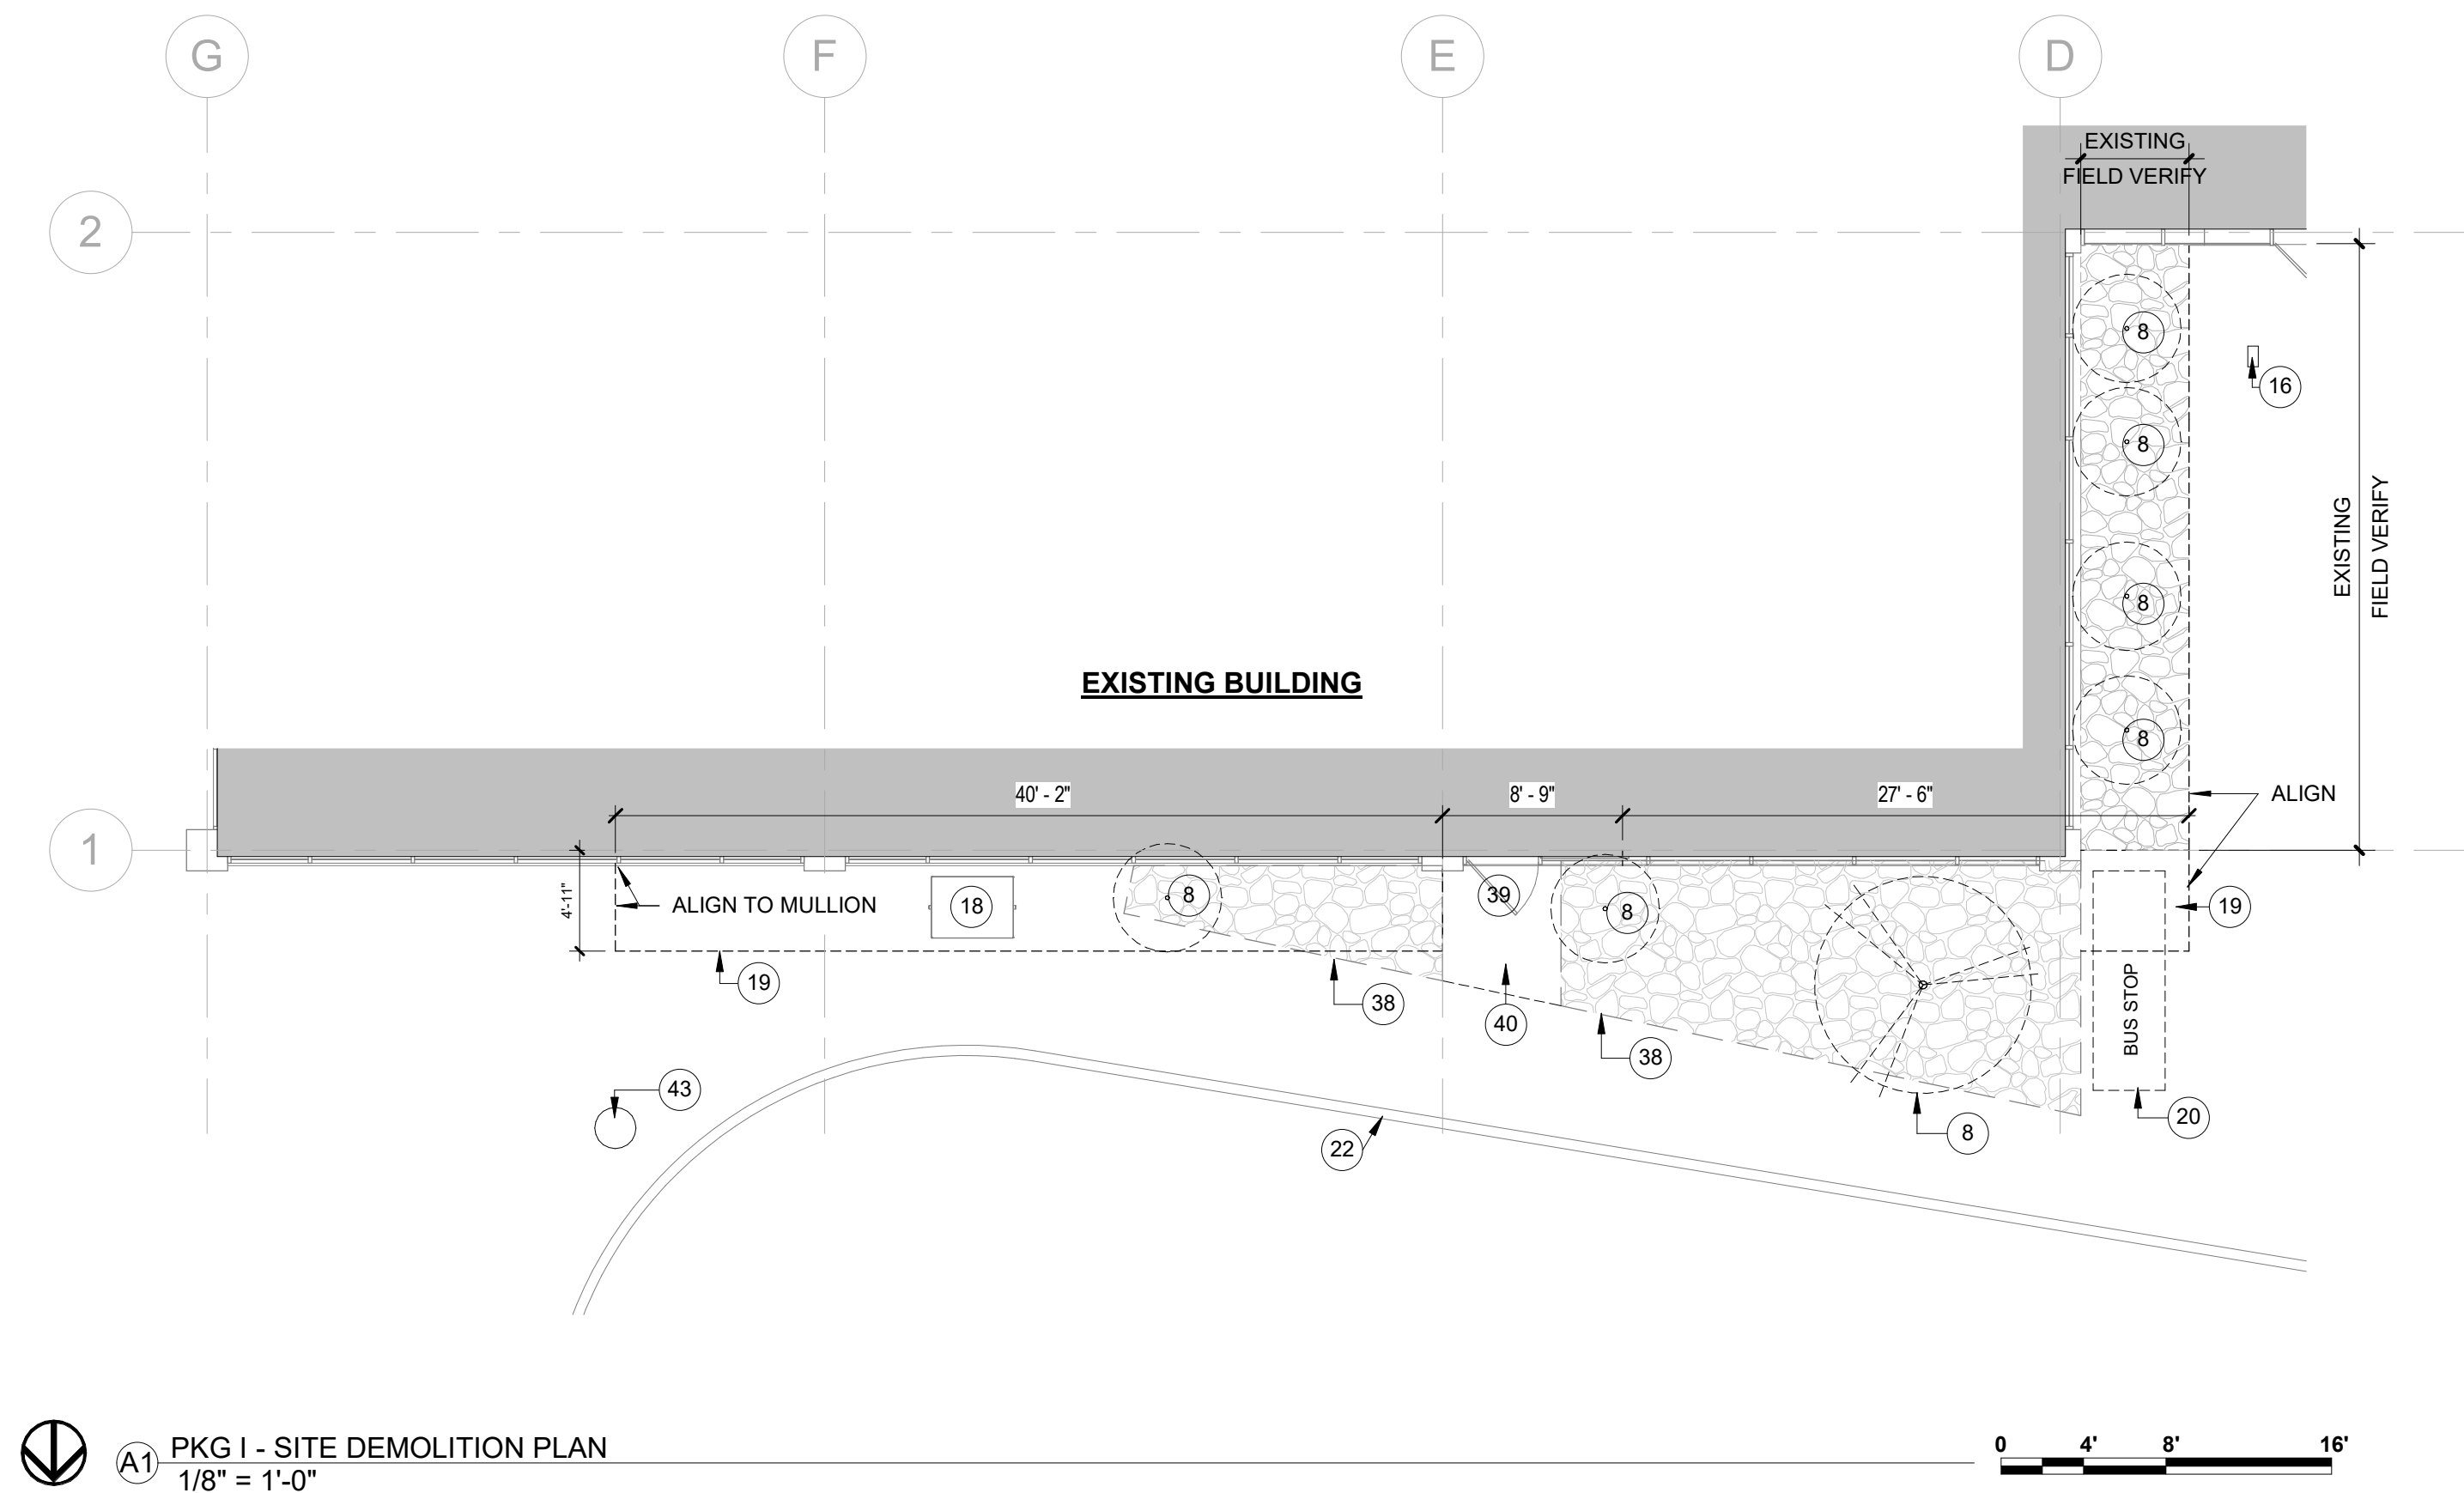 G
F
E
D
EXISTING
FIELD VERIFY
2
8
16
8
EXISTING
FIELD VERIFY
8
EXISTING BUILDING
8
40' - 2"
8' - 9"
27' - 6"
ALIGN
1
4'-11"
ALIGN TO MULLION
18
8
39
8
19
19
38
40
38
BUS STOP
43
22
8
20
A1
PKG I - SITE DEMOLITION PLAN
1/8" = 1'-0"
0 4' 8' 16'